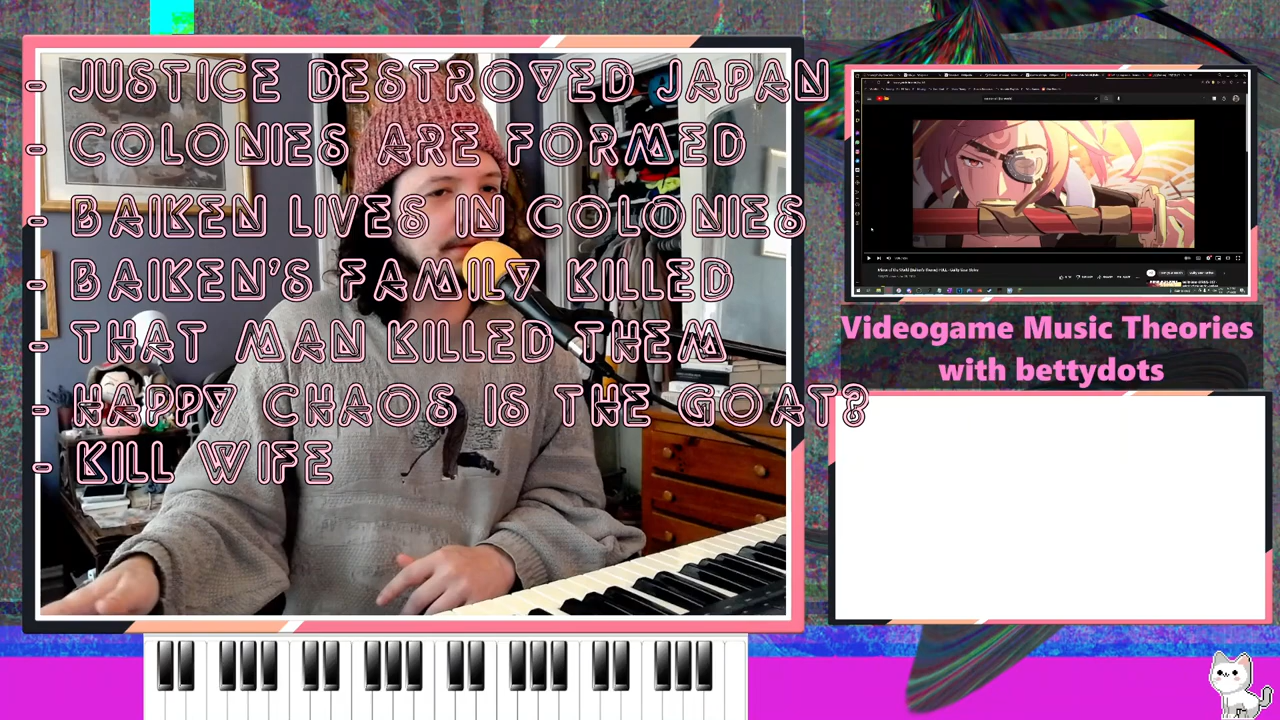 - JUSTICE DESTROYED JAPAN
- COLONIES ARE FORMED
- BAIKEN LIVES IN COLONIES
- BAIKEN'S FAMILY KILLED
- THAT MAN KILLED THEM
- HAPPY CHAOS IS THE GOAT?
- KILL WIFE
Videogame Music Theories
with bettydots